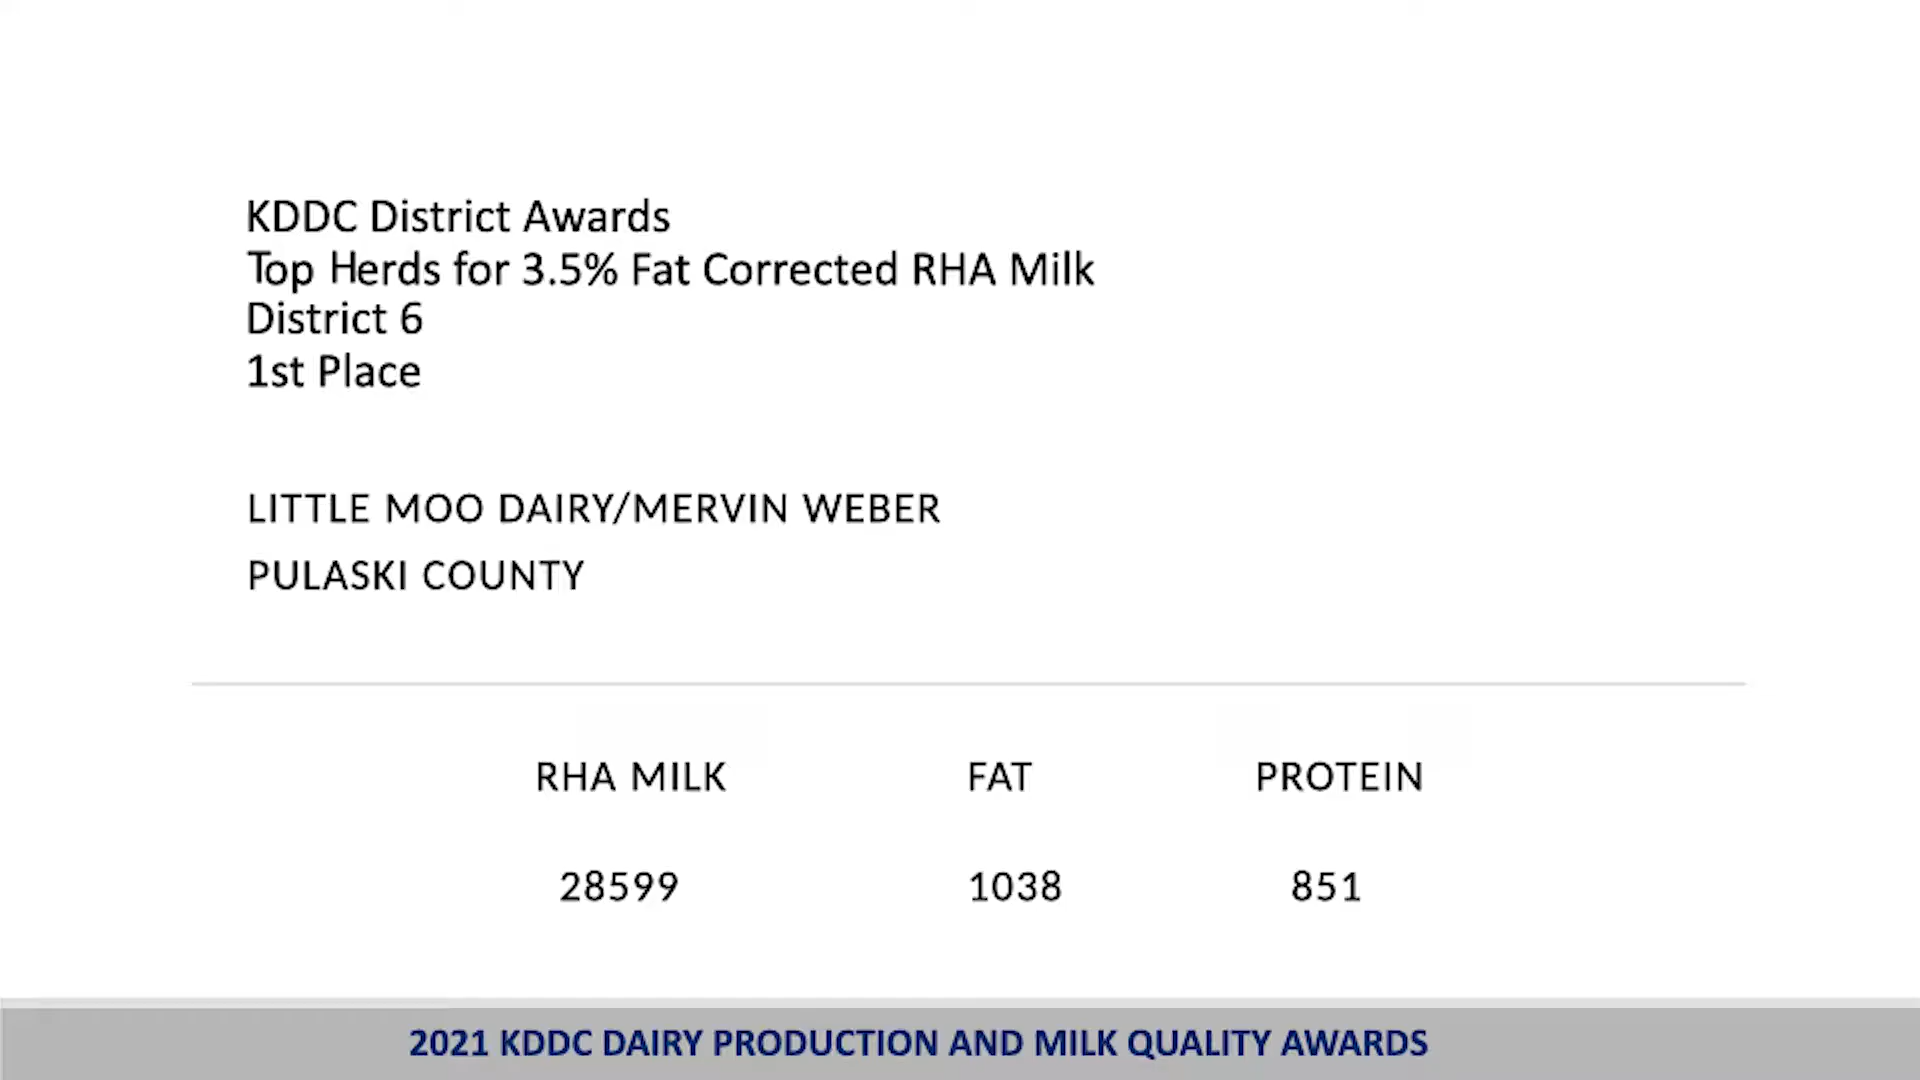 KDDC District Awards
Top Herds for 3.5% Fat Corrected RHA Milk
District 6
1st Place
LITTLE MOO DAIRY/MERVIN WEBER
PULASKI COUNTY
RHA MILK FAT PROTEIN
28599 1038 851
2021 KDDC DAIRY PRODUCTION AND MILK QUALITY AWARDS